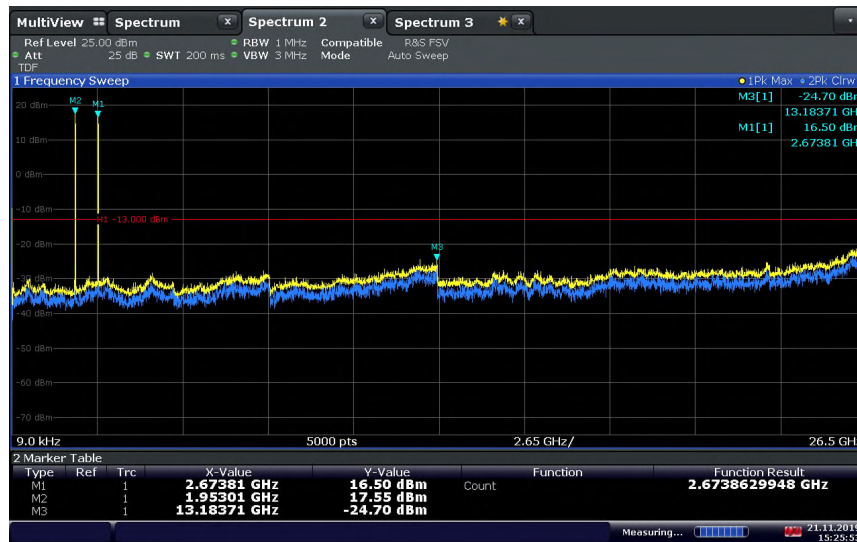 MultiView Spectrum x Spectrum 2 x Spectrum 3 x
Ref Level 25.00 dBm RBW 1 MHz Compatible R&S FSV
Att 25 dB SWT 200 ms VBW 3 MHz Mode Auto Sweep
TDF
1 Frequency Sweep 1Pk Max 2Pk Clrw
M3[1] -24.70 dBm
13.18371 GH
M1[1] 16.50 dBm
2.67381 GH
M2 M1
20 dBm
10 dBm
0 dBm
-10 dBm
H1 -13.000 dBm
-20 dBm
M3
-30 dBm
-40 dBm
-50 dBm
-60 dBm
-70 dBm
9.0 kHz 5000 pts 2.65 GHz/ 26.5 GH
2 Marker Table
Type Ref Trc X-Value Y-Value Function Function Result
M1 1 2.67381 GHz 16.50 dBm Count 2.6738629948 GHz
M2 1 1.95301 GHz 17.55 dBm
M3 1 13.18371 GHz -24.70 dBm
Measuring... 21.11.2019
15:25:53